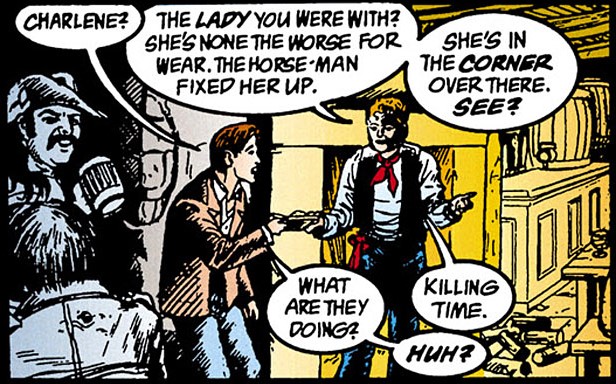 CHARLENE?
THE LADY YOU WERE WITH?
SHE'S NONE THE WORSE FOR
WEAR. THE HORSE-MAN
FIXED HER UP.
SHE'S IN
THE CORNER
OVER THERE.
SEE?
WHAT
ARE THEY
DOING?
KILLING
TIME.
HUH?